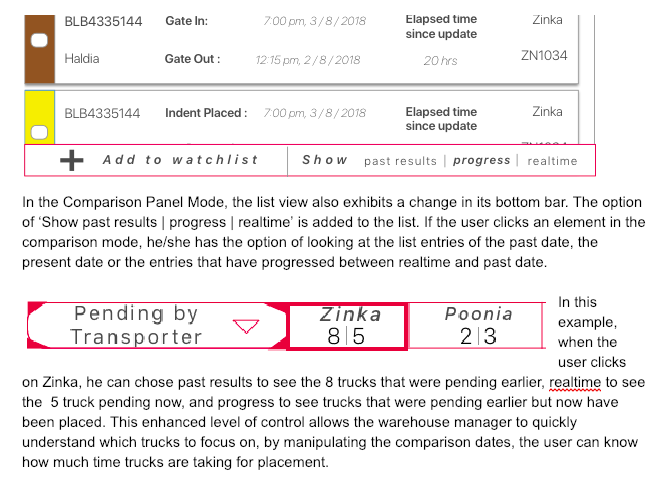 BLB4335144 Gate In: 7:00 pm, 3 / 8 / 2018 Elapsed time Zinka
since update
Haldia Gate Out : 12:15 pm, 2 / 8 / 2018 20 hrs ZN1034
BLB4335144 Indent Placed : 7:00 pm, 3 / 8 / 2018 Elapsed time Zinka
since update
Add to watchlist Show past results | progress | realtime
In the Comparison Panel Mode, the list view also exhibits a change in its bottom bar. The option
of ‘Show past results | progress | realtime’ is added to the list. If the user clicks an element in the
comparison mode, he/she has the option of looking at the list entries of the past date, the
present date or the entries that have progressed between realtime and past date.
Pending by
Transporter
Zinka
8|5
Poonia
2|3
In this
example,
when the
user clicks
on Zinka, he can chose past results to see the 8 trucks that were pending earlier, realtime to see
the  5 truck pending now, and progress to see trucks that were pending earlier but now have
been placed. This enhanced level of control allows the warehouse manager to quickly
understand which trucks to focus on, by manipulating the comparison dates, the user can know
how much time trucks are taking for placement.